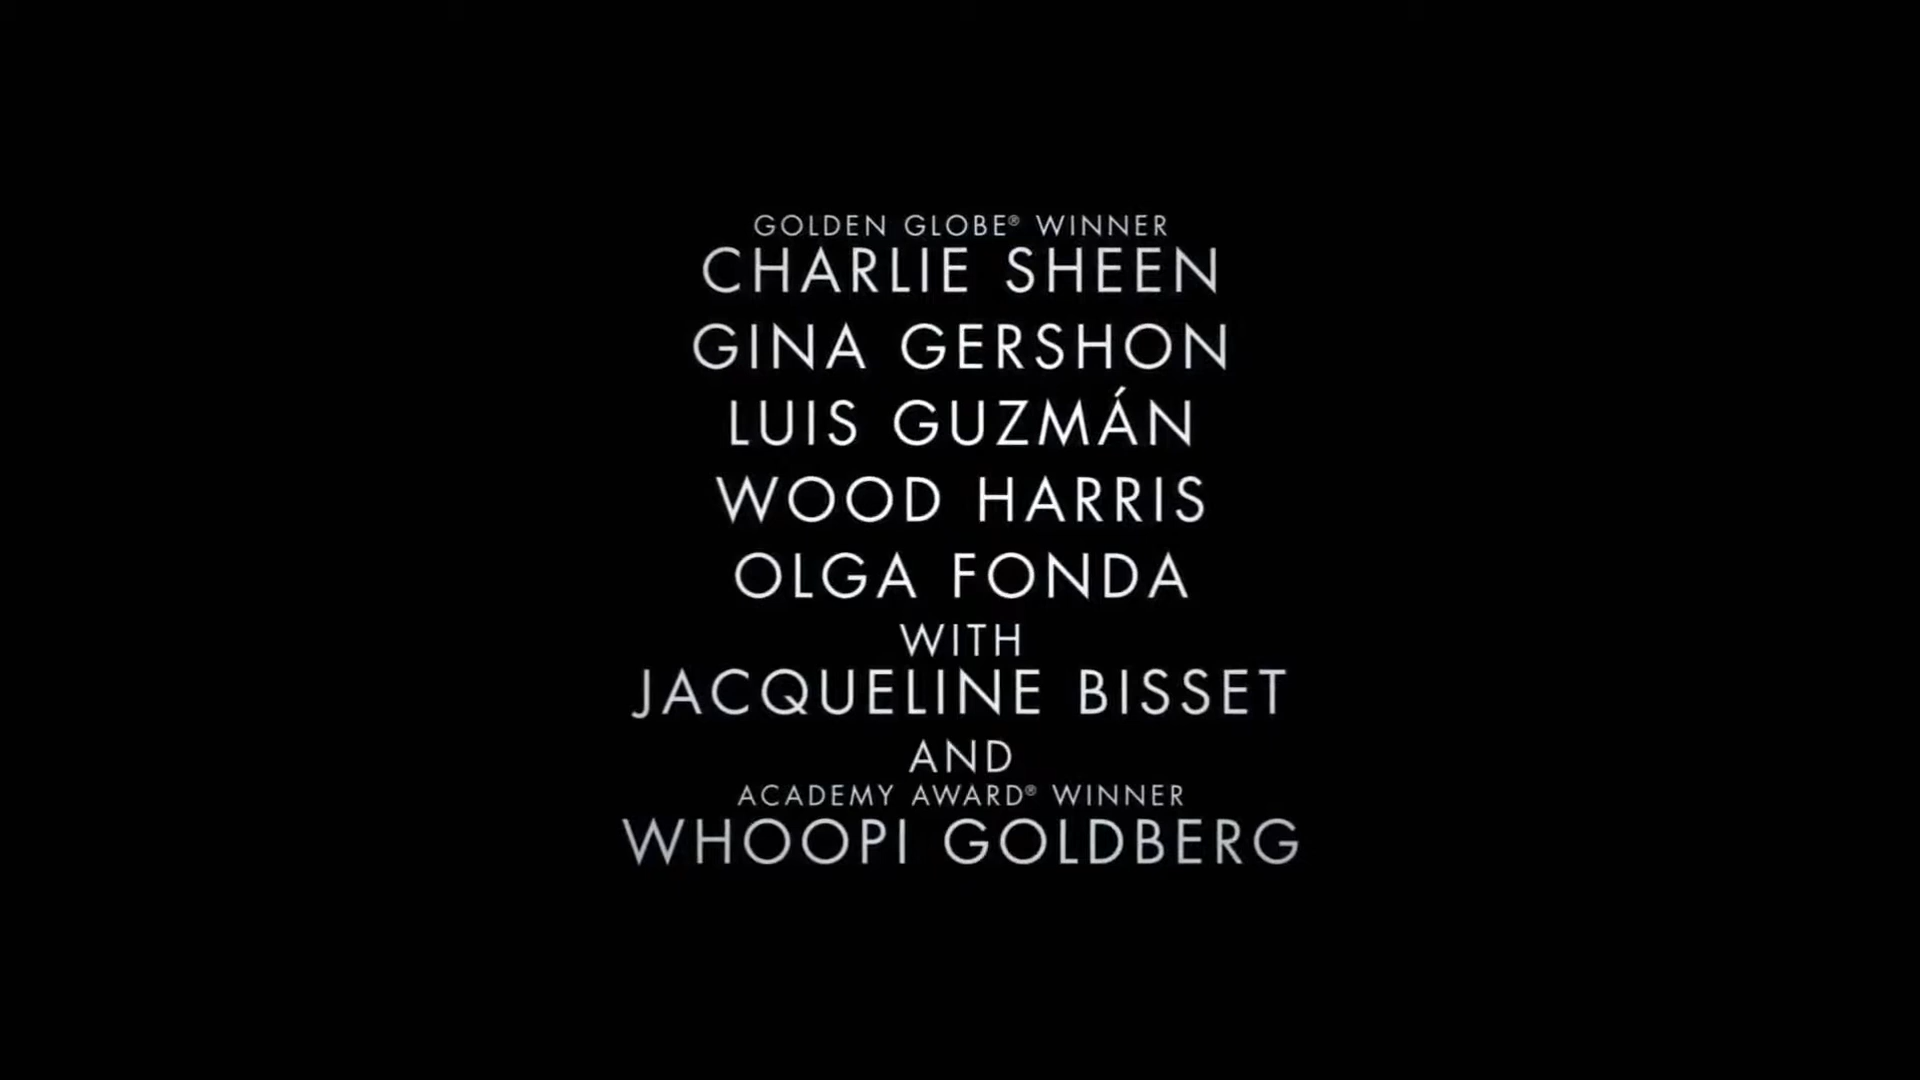 GOLDEN GLOBE® WINNER
CHARLIE SHEEN
GINA GERSHON
LUIS GUZMÁN
WOOD HARRIS
OLGA FONDA
WITH
JACQUELINE BISSET
AND
ACADEMY AWARD® WINNER
WHOOPI GOLDBERG